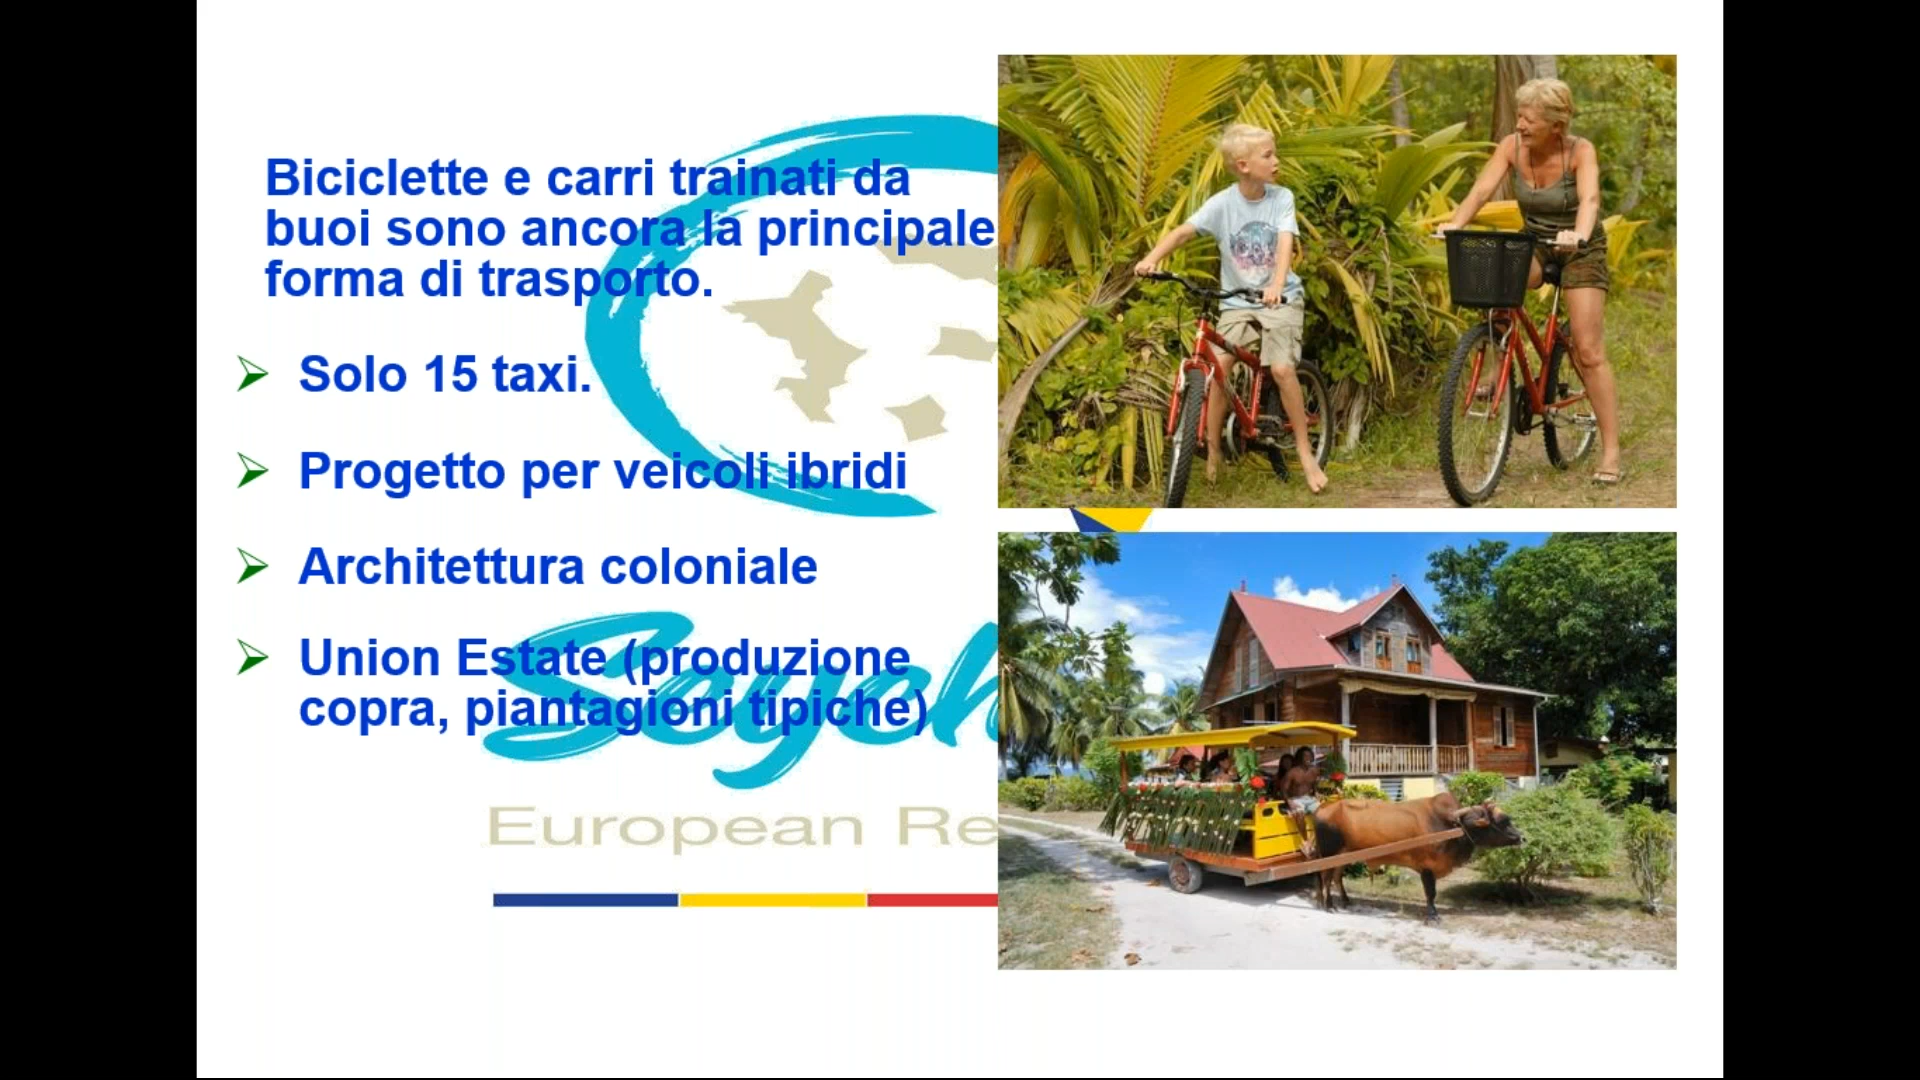 Biciclette e carri trainati da
buoi sono ancora la principale
forma di trasporto.
Solo 15 taxi.
Progetto per veicoli ibridi
Architettura coloniale
Union Estate (produzione
copra, piantagioni tipiche)
Seych
European Re